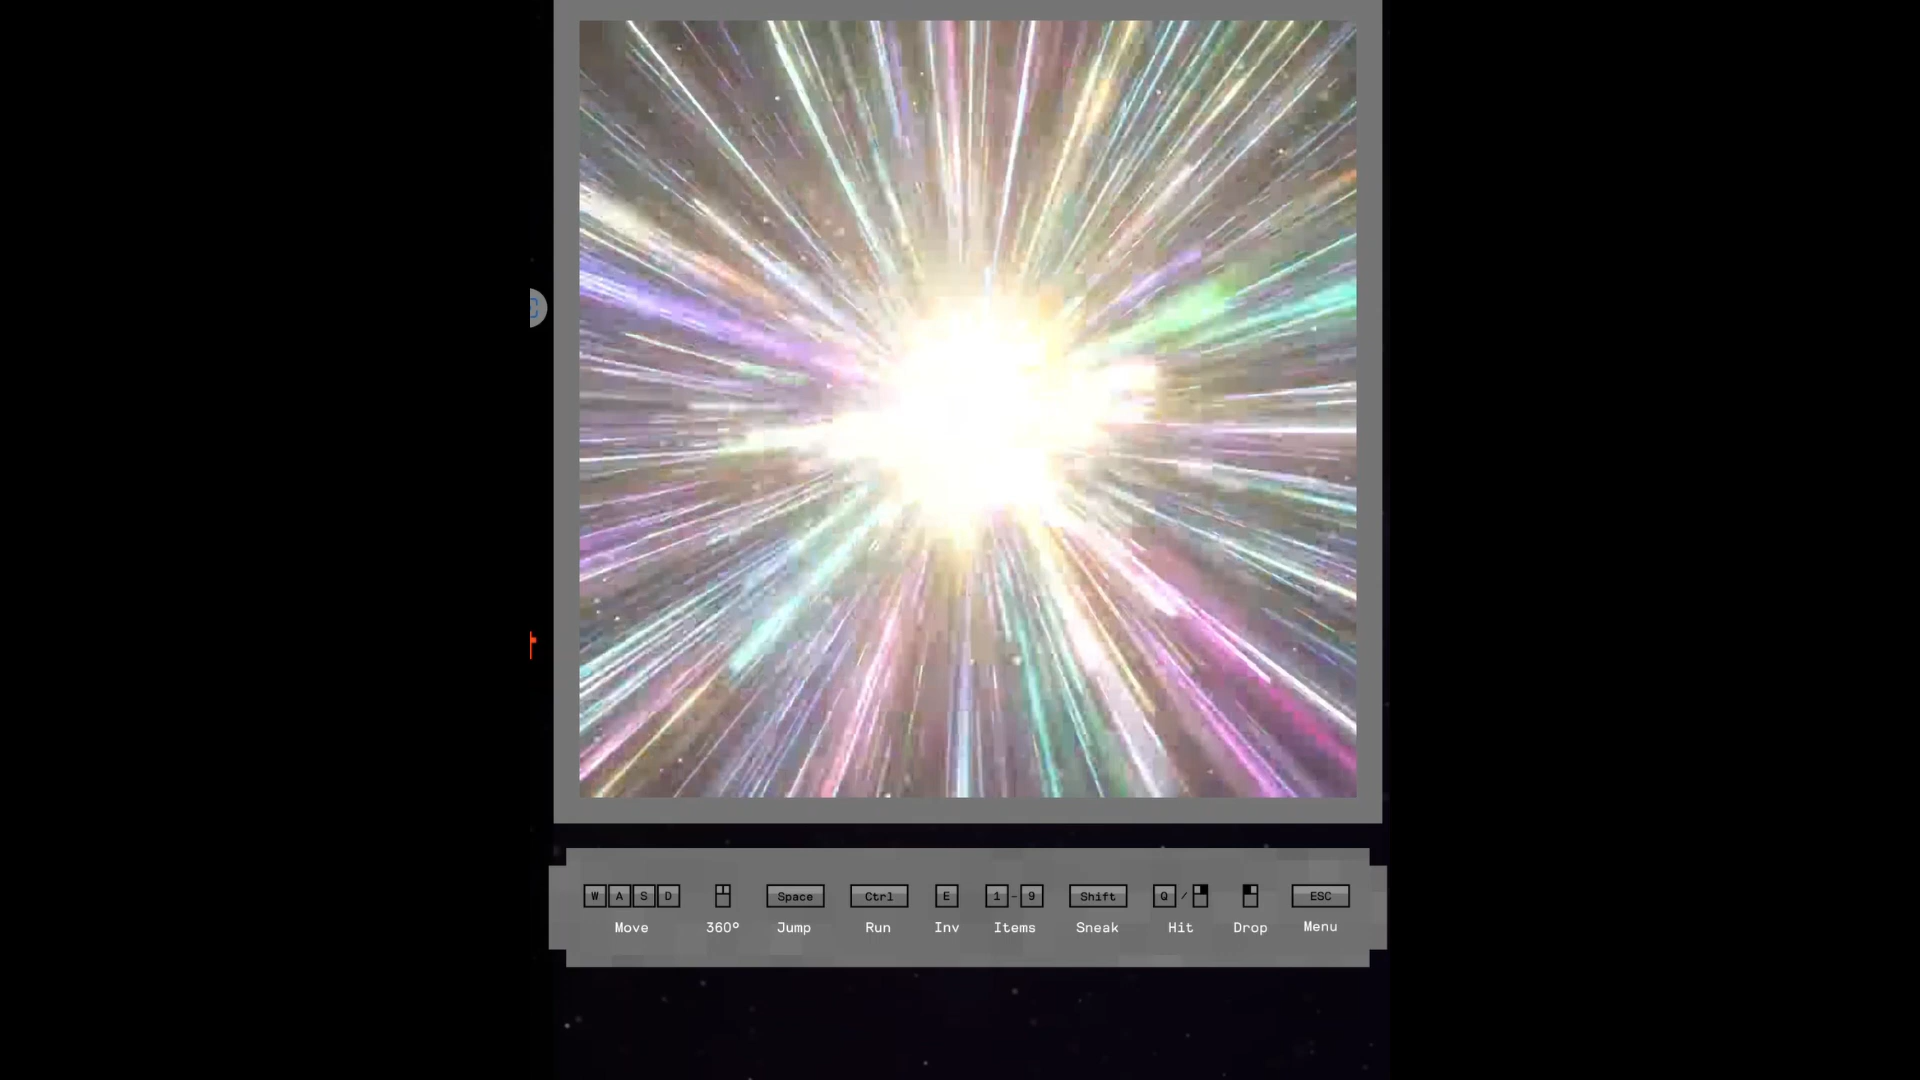 W A S D Space Ctrl E 1 - 9 Shift Q / ESC
Move 360° Jump Run Inv Items Sneak Hit Drop Menu